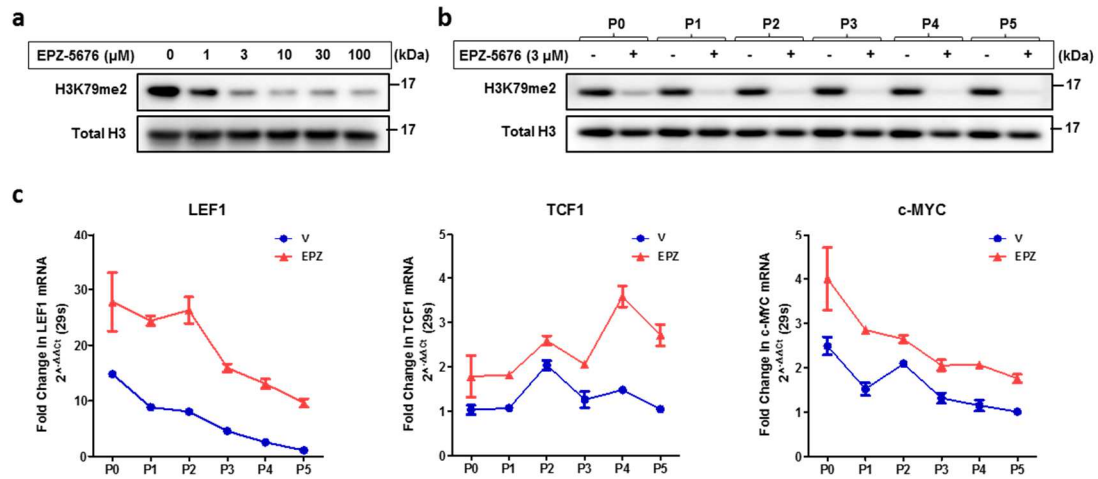 a
EPZ-5676 (µM) 0 1 3 10 30 100 (kDa)
H3K79me2 17
Total H3 17
b
P0 P1 P2 P3 P4 P5
EPZ-5676 (3 µM) - + - + - + - + - + - + (kDa)
H3K79me2 17
Total H3 17
c
LEF1
Fold Change In LEF1 mRNA
2^-ΔΔCt (29s)
40
30
20
10
0
V
EPZ
P0 P1 P2 P3 P4 P5
TCF1
Fold Change In TCF1 mRNA
2^-ΔΔCt (29s)
5
4
3
2
1
0
V
EPZ
P0 P1 P2 P3 P4 P5
c-MYC
Fold Change In c-MYC mRNA
2^-ΔΔCt (29s)
5
4
3
2
1
0
V
EPZ
P0 P1 P2 P3 P4 P5